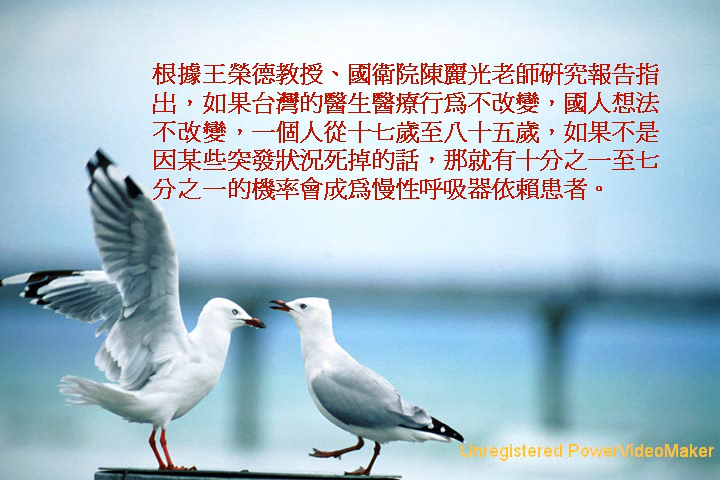 根據王榮德教授、國衛院陳麗光老師研究報告指
出，如果台灣的醫生醫療行為不改變，國人想法
不改變，一個人從十七歲至八十五歲，如果不是
因某些突發狀況死掉的話，那就有十分之一至七
分之一的機率會成為慢性呼吸器依賴患者。
Unregistered PowerVideoMaker